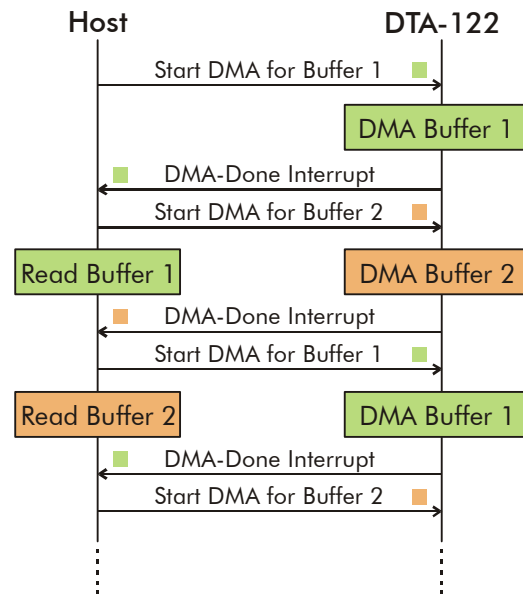 Host
DTA-122
Start DMA for Buffer 1
DMA Buffer 1
DMA-Done Interrupt
Start DMA for Buffer 2
Read Buffer 1
DMA Buffer 2
DMA-Done Interrupt
Start DMA for Buffer 1
Read Buffer 2
DMA Buffer 1
DMA-Done Interrupt
Start DMA for Buffer 2